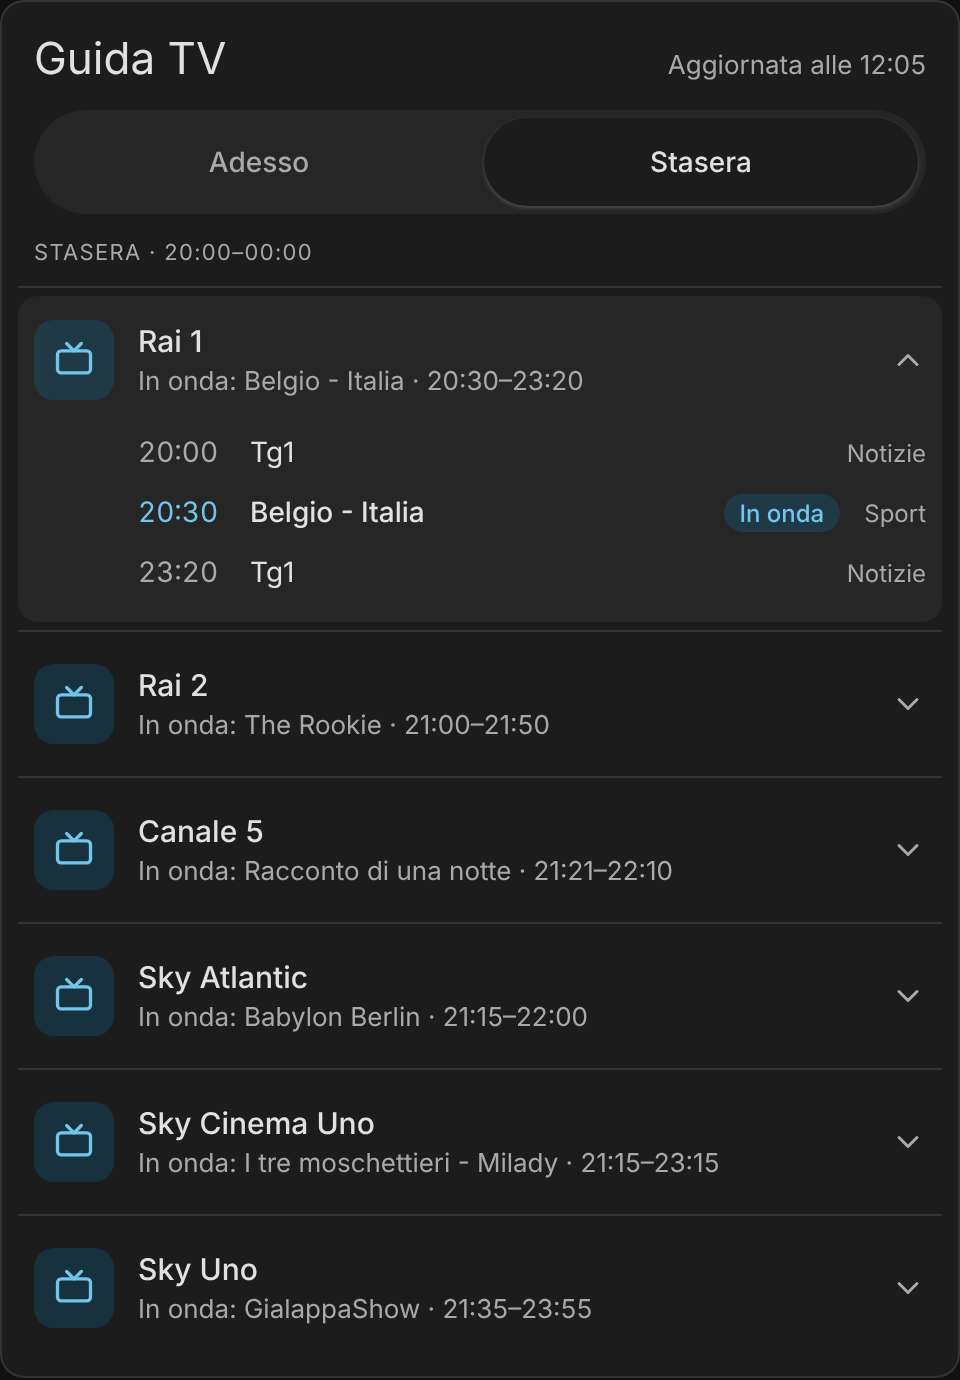 Guida TV
Aggiornata alle 12:05
Adesso
Stasera
STASERA · 20:00–00:00
Rai 1
In onda: Belgio - Italia · 20:30–23:20
20:00 Tg1 Notizie
20:30 Belgio - Italia In onda Sport
23:20 Tg1 Notizie
Rai 2
In onda: The Rookie · 21:00–21:50
Canale 5
In onda: Racconto di una notte · 21:21–22:10
Sky Atlantic
In onda: Babylon Berlin · 21:15–22:00
Sky Cinema Uno
In onda: I tre moschettieri - Milady · 21:15–23:15
Sky Uno
In onda: GialappaShow · 21:35–23:55